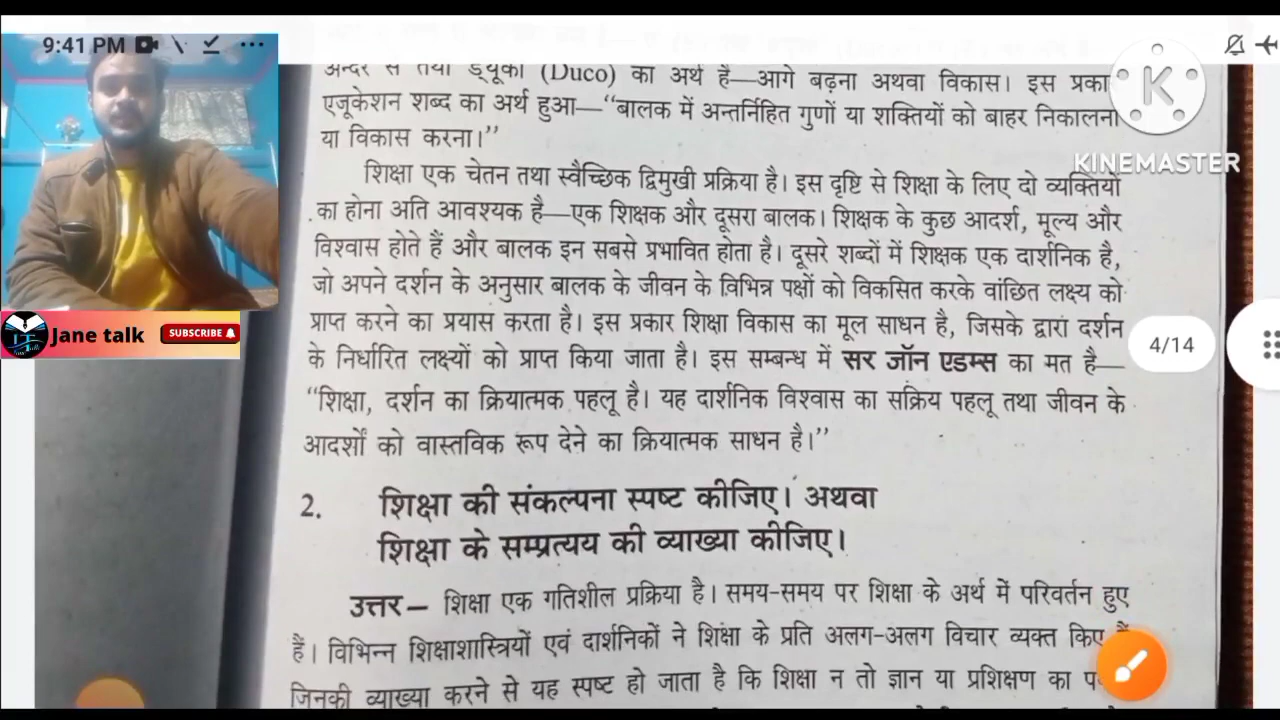 9:41 PM
अन्दर से तथा ड्यूको (Duco) का अर्थ है—आगे बढ़ना अथवा विकास। इस प्रका
एजूकेशन शब्द का अर्थ हुआ—“बालक में अन्तर्निहित गुणों या शक्तियों को बाहर निकालना
या विकास करना।”
KINEMASTER
शिक्षा एक चेतन तथा स्वैच्छिक द्विमुखी प्रक्रिया है। इस दृष्टि से शिक्षा के लिए दो व्यक्तियों
का होना अति आवश्यक है—एक शिक्षक और दूसरा बालक। शिक्षक के कुछ आदर्श, मूल्य और
विश्वास होते हैं और बालक इन सबसे प्रभावित होता है। दूसरे शब्दों में शिक्षक एक दार्शनिक है,
जो अपने दर्शन के अनुसार बालक के जीवन के विभिन्न पक्षों को विकसित करके वांछित लक्ष्य को
प्राप्त करने का प्रयास करता है। इस प्रकार शिक्षा विकास का मूल साधन है, जिसके द्वारा दर्शन
के निर्धारित लक्ष्यों को प्राप्त किया जाता है। इस सम्बन्ध में सर जॉन एडम्स का मत है—
“शिक्षा, दर्शन का क्रियात्मक पहलू है। यह दार्शनिक विश्वास का सक्रिय पहलू तथा जीवन के
आदर्शों को वास्तविक रूप देने का क्रियात्मक साधन है।”
Jane talk SUBSCRIBE
4/14
2. शिक्षा की संकल्पना स्पष्ट कीजिए। अथवा
शिक्षा के सम्प्रत्यय की व्याख्या कीजिए।
उत्तर— शिक्षा एक गतिशील प्रक्रिया है। समय-समय पर शिक्षा के अर्थ में परिवर्तन हुए
हैं। विभिन्न शिक्षाशास्त्रियों एवं दार्शनिकों ने शिक्षा के प्रति अलग-अलग विचार व्यक्त किए
जिनकी व्याख्या करने से यह स्पष्ट हो जाता है कि शिक्षा न तो ज्ञान या प्रशिक्षण का